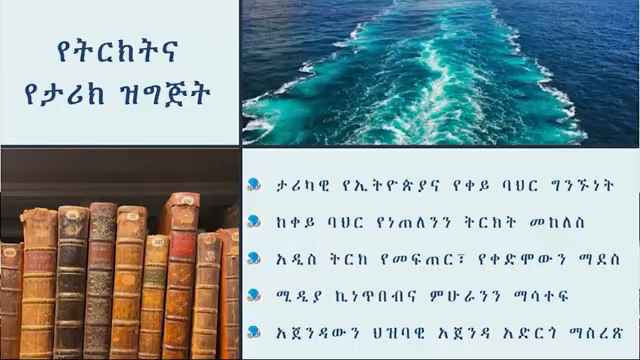 የትርክትና
የታሪክ ዝግጅት
ታሪካዊ የኢትዮጵያና የቀይ ባህር ግንኙነት
ከቀይ ባህር የነጠለንን ትርክት መከለስ
አዲስ ትርክ የመፍጠር፣ የቀድሞውን ማደስ
ሚዲያ ኪነጥበብና ምሁራንን ማሳተፍ
አጀንዳውን ህዝባዊ አጀንዳ አድርጎ ማስረጽ